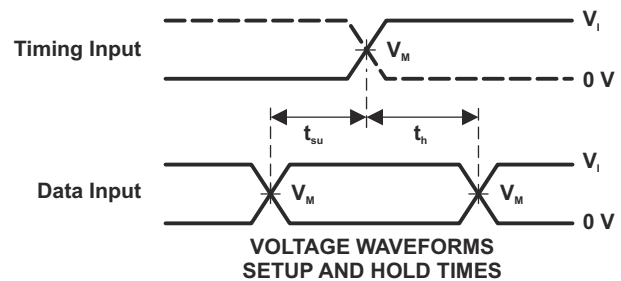 V_I
Timing Input
V_M
0 V
t_su
t_h
V_I
Data Input
V_M
V_M
0 V
VOLTAGE WAVEFORMS
SETUP AND HOLD TIMES